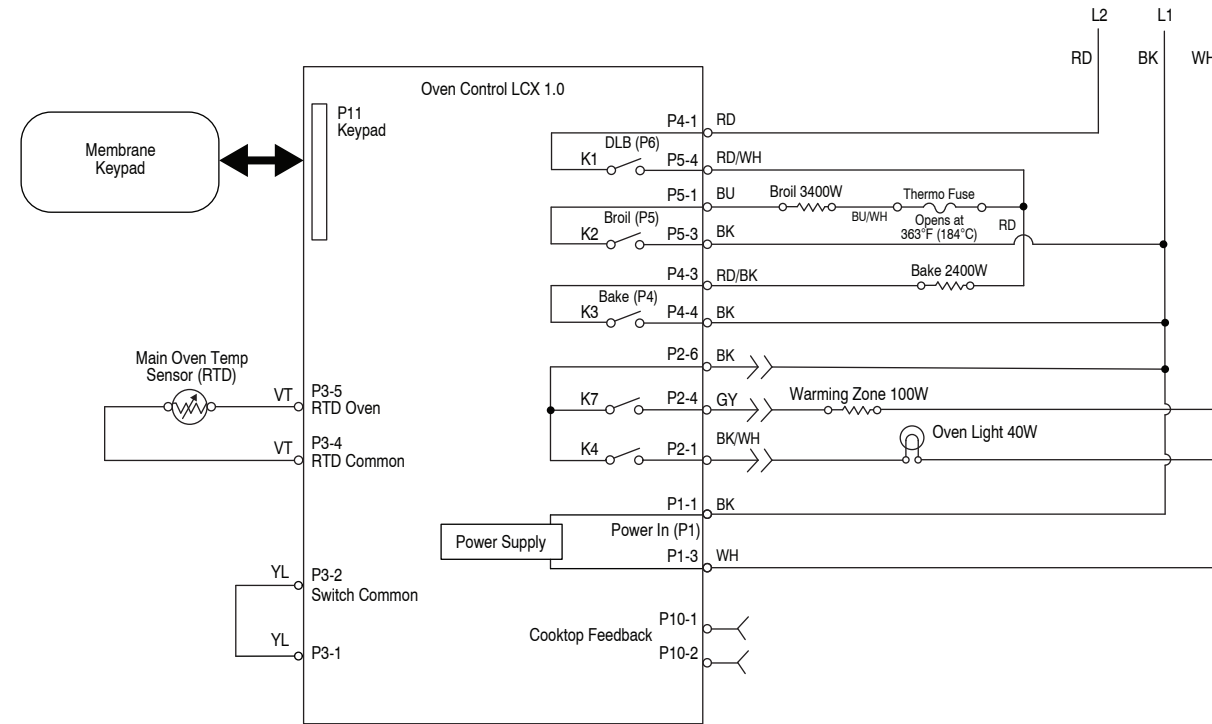 L2
L1
RD
BK
WH
Oven Control LCX 1.0
P11
Keypad
Membrane
Keypad
P4-1
RD
DLB (P6)
K1
P5-4
RD/WH
P5-1
BU
Broil 3400W
Thermo Fuse
BU/WH
Opens at
363°F (184°C)
RD
Broil (P5)
K2
P5-3
BK
P4-3
RD/BK
Bake 2400W
Bake (P4)
K3
P4-4
BK
Main Oven Temp
Sensor (RTD)
P2-6
BK
VT
P3-5
RTD Oven
K7
P2-4
GY
Warming Zone 100W
VT
P3-4
RTD Common
K4
P2-1
BK/WH
Oven Light 40W
P1-1
BK
Power Supply
Power In (P1)
P1-3
WH
YL
P3-2
Switch Common
YL
P3-1
Cooktop Feedback
P10-1
P10-2